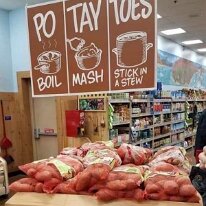 PO TAY TOES
BOIL MASH STICK IN A STEW